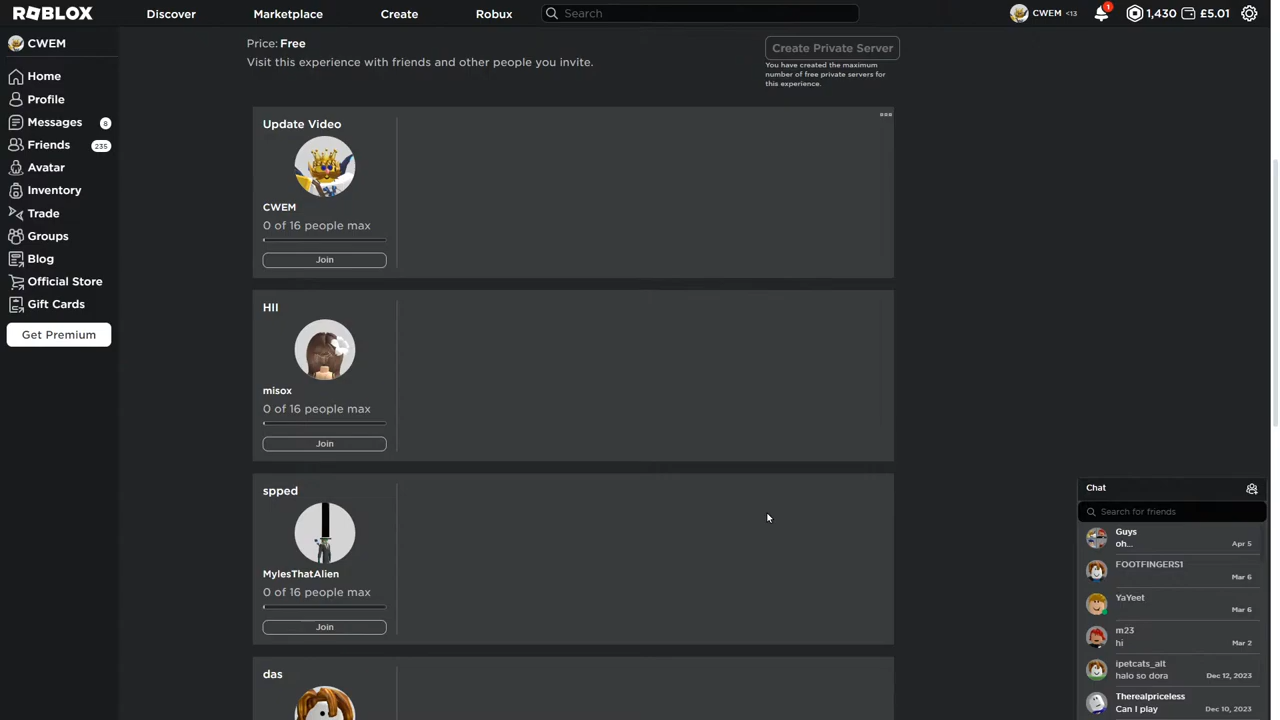 ROBLOX
Discover
Marketplace
Create
Robux
Search
CWEM <13
1
1,430
£5.01
CWEM
Home
Profile
Messages 8
Friends 235
Avatar
Inventory
Trade
Groups
Blog
Official Store
Gift Cards
Get Premium
Price: Free
Visit this experience with friends and other people you invite.
Create Private Server
You have created the maximum
number of free private servers for
this experience.
Update Video
CWEM
0 of 16 people max
Join
HII
misox
0 of 16 people max
Join
spped
MylesThatAlien
0 of 16 people max
Join
das
Chat
Search for friends
Guys
oh...
Apr 5
FOOTFINGERS1
Mar 6
YaYeet
Mar 6
m23
hi
Mar 2
ipetcats_alt
halo so dora
Dec 12, 2023
Therealpriceless
Can I play
Dec 10, 2023